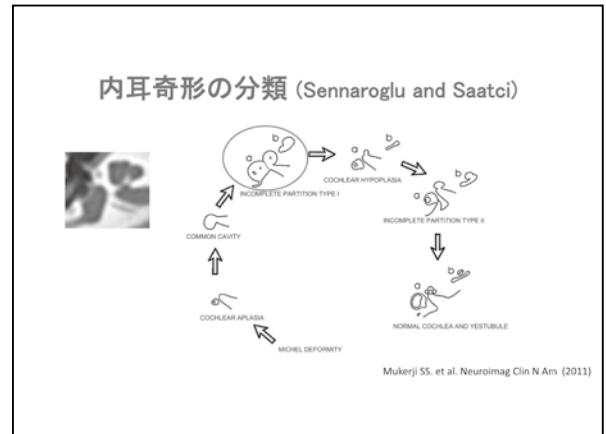 内耳奇形の分類 (Sennaroglu and Saatci)
a
b
INCOMPLETE PARTITION TYPE I
a
b
COCHLEAR HYPOPLASIA
a
b
INCOMPLETE PARTITION TYPE II
COMMON CAVITY
a
b
NORMAL COCHLEA AND YESTUBULE
COCHLEAR APLASIA
MICHEL DEFORMITY
Mukerji SS. et al. Neuroimag Clin N Am (2011)